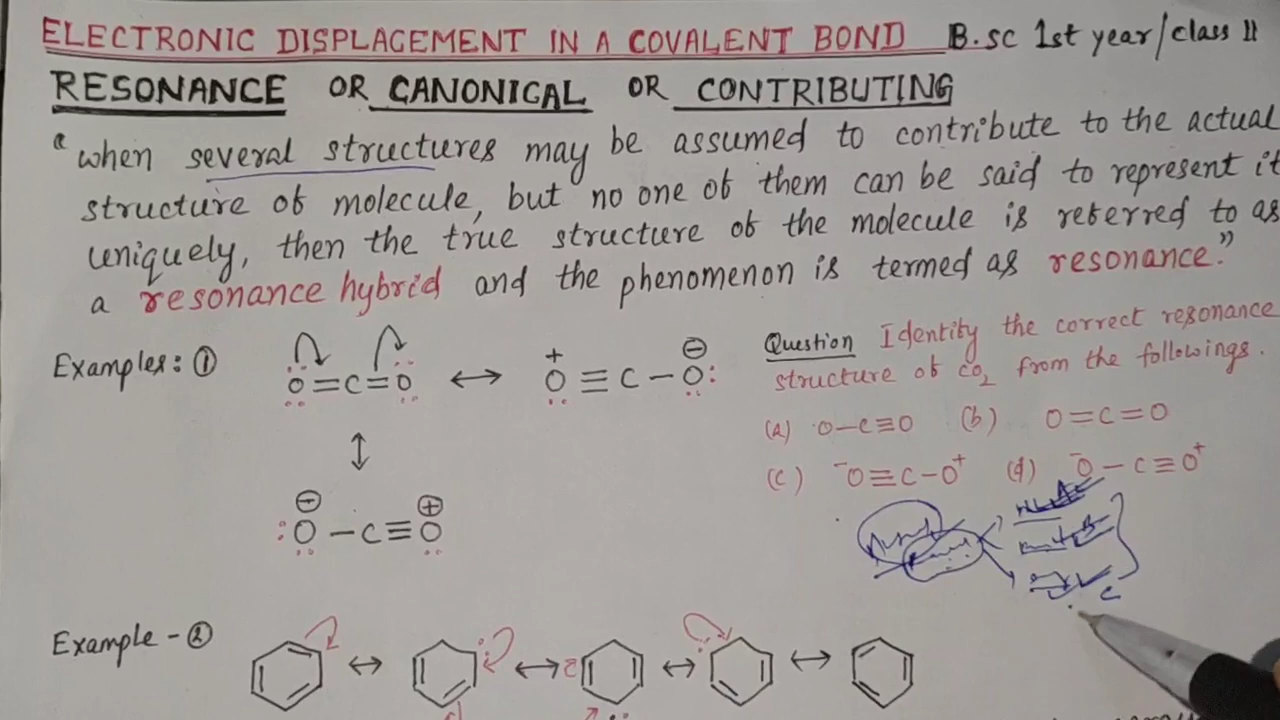 ELECTRONIC DISPLACEMENT IN A COVALENT BOND B.sc 1st year/class 11
RESONANCE OR CANONICAL OR CONTRIBUTING
"when several structures may be assumed to contribute to the actual
structure of molecule, but no one of them can be said to represent it
uniquely, then the true structure of the molecule is referred to as
a resonance hybrid and the phenomenon is termed as resonance."
Examples: ①
O=C=O ↔ O⁺≡C-O⁻
↕
O⁻-C≡O⁺
Question Identity the correct resonance
structure of CO₂ from the followings.
(a) O-C≡O (b) O=C=O
(c) ⁻O≡C-O⁺ (d) ⁻O-C≡O⁺
Example - ②